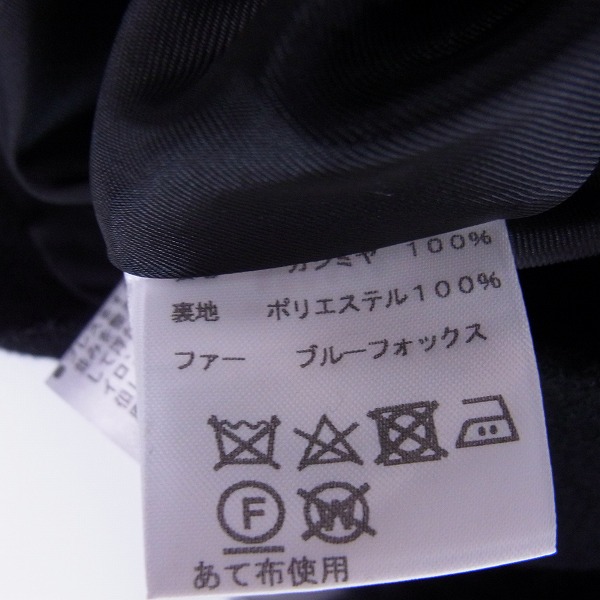 カシミヤ 100%
裏地 ポリエステル100%
ファー ブルーフォックス
F
W
あて布使用